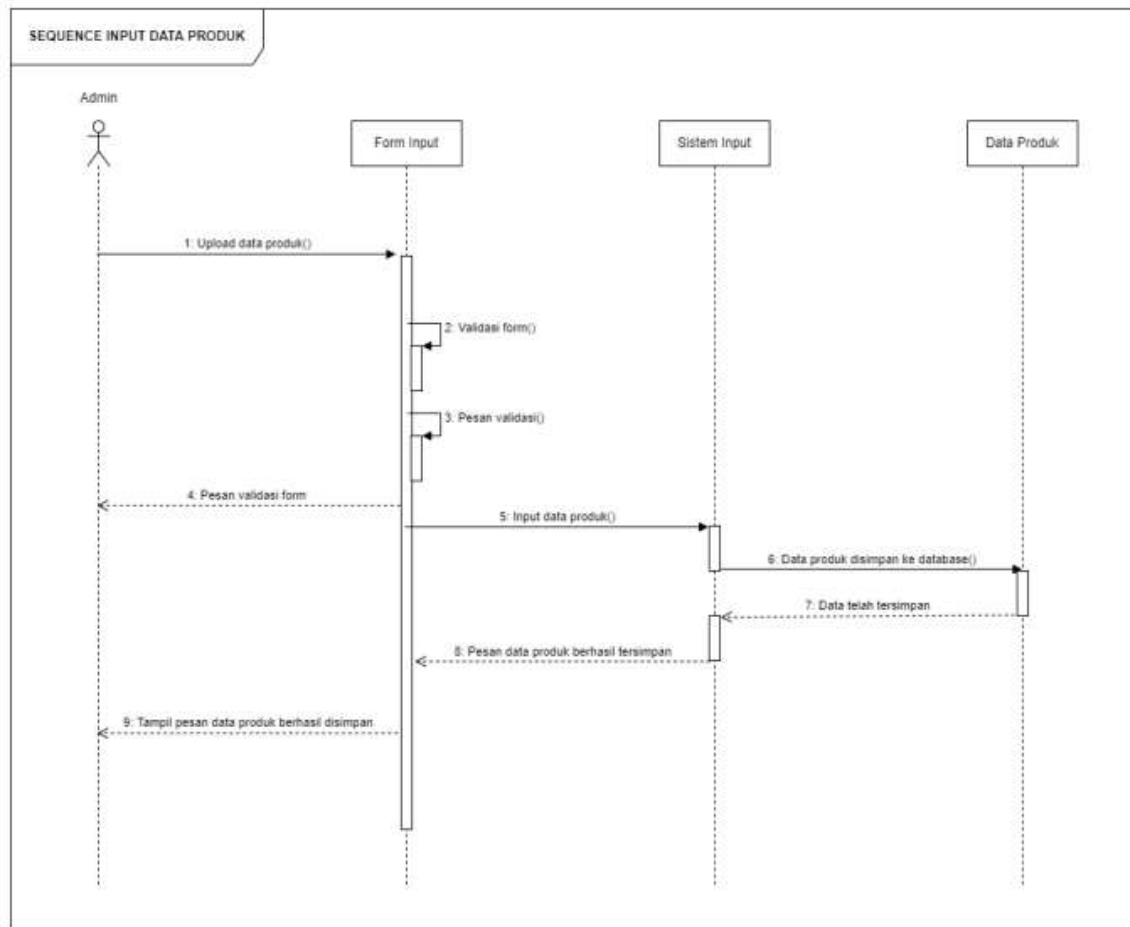 SEQUENCE INPUT DATA PRODUK
Admin
Form Input
Sistem Input
Data Produk
1: Upload data produk()
2: Validasi form()
3: Pesan validasi()
4: Pesan validasi form
5: Input data produk()
6: Data produk disimpan ke database()
7: Data telah tersimpan
8: Pesan data produk berhasil tersimpan
9: Tampil pesan data produk berhasil disimpan